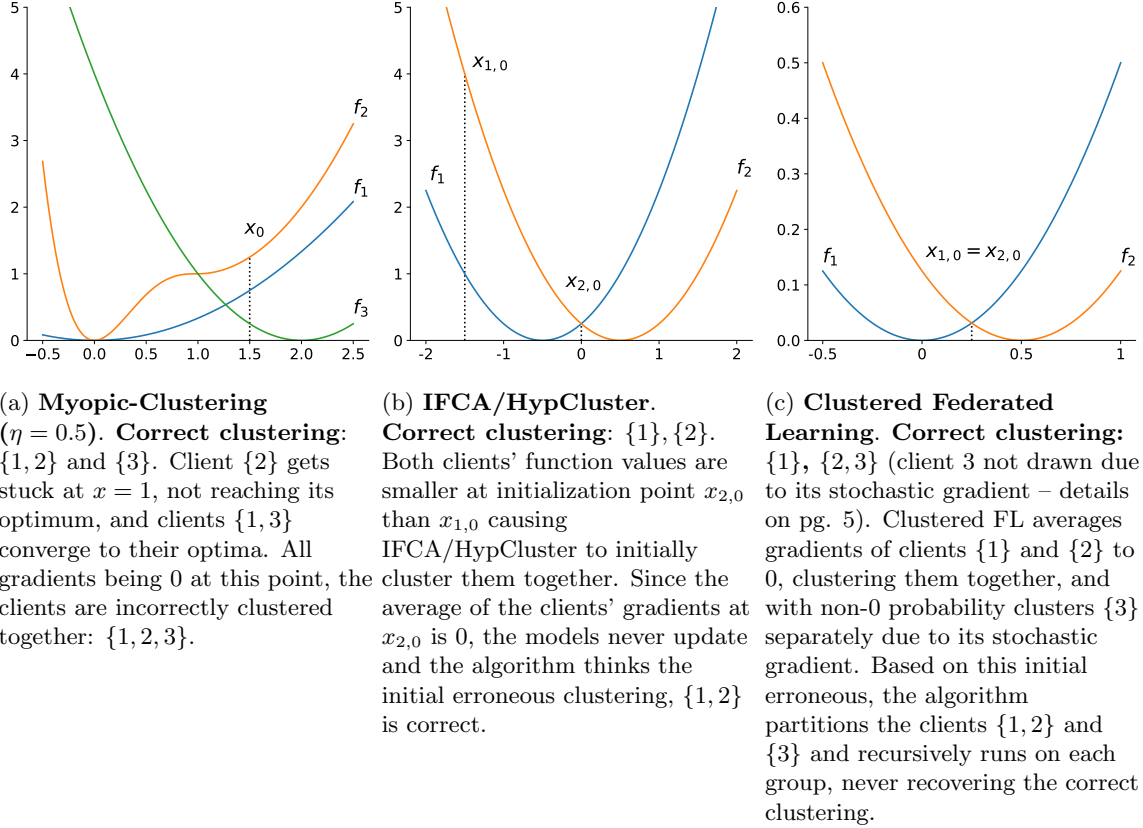 5
4
3
2
1
0
−0.5
0.0
0.5
1.0
1.5
2.0
2.5
x₀
f₂
f₁
f₃
5
4
3
2
1
0
-2
-1
0
1
2
x₁,₀
f₁
f₂
x₂,₀
0.6
0.5
0.4
0.3
0.2
0.1
0.0
-0.5
0
0.5
1
f₁
x₁,₀ = x₂,₀
f₂
(a) Myopic-Clustering
(η = 0.5). Correct clustering:
{1, 2} and {3}. Client {2} gets
stuck at x = 1, not reaching its
optimum, and clients {1, 3}
converge to their optima. All
gradients being 0 at this point, the
clients are incorrectly clustered
together: {1, 2, 3}.
(b) IFCA/HypCluster.
Correct clustering: {1}, {2}.
Both clients' function values are
smaller at initialization point x₂,₀
than x₁,₀ causing
IFCA/HypCluster to initially
cluster them together. Since the
average of the clients' gradients at
x₂,₀ is 0, the models never update
and the algorithm thinks the
initial erroneous clustering, {1, 2}
is correct.
(c) Clustered Federated
Learning. Correct clustering:
{1}, {2, 3} (client 3 not drawn due
to its stochastic gradient – details
on pg. 5). Clustered FL averages
gradients of clients {1} and {2} to
0, clustering them together, and
with non-0 probability clusters {3}
separately due to its stochastic
gradient. Based on this initial
erroneous, the algorithm
partitions the clients {1, 2} and
{3} and recursively runs on each
group, never recovering the correct
clustering.